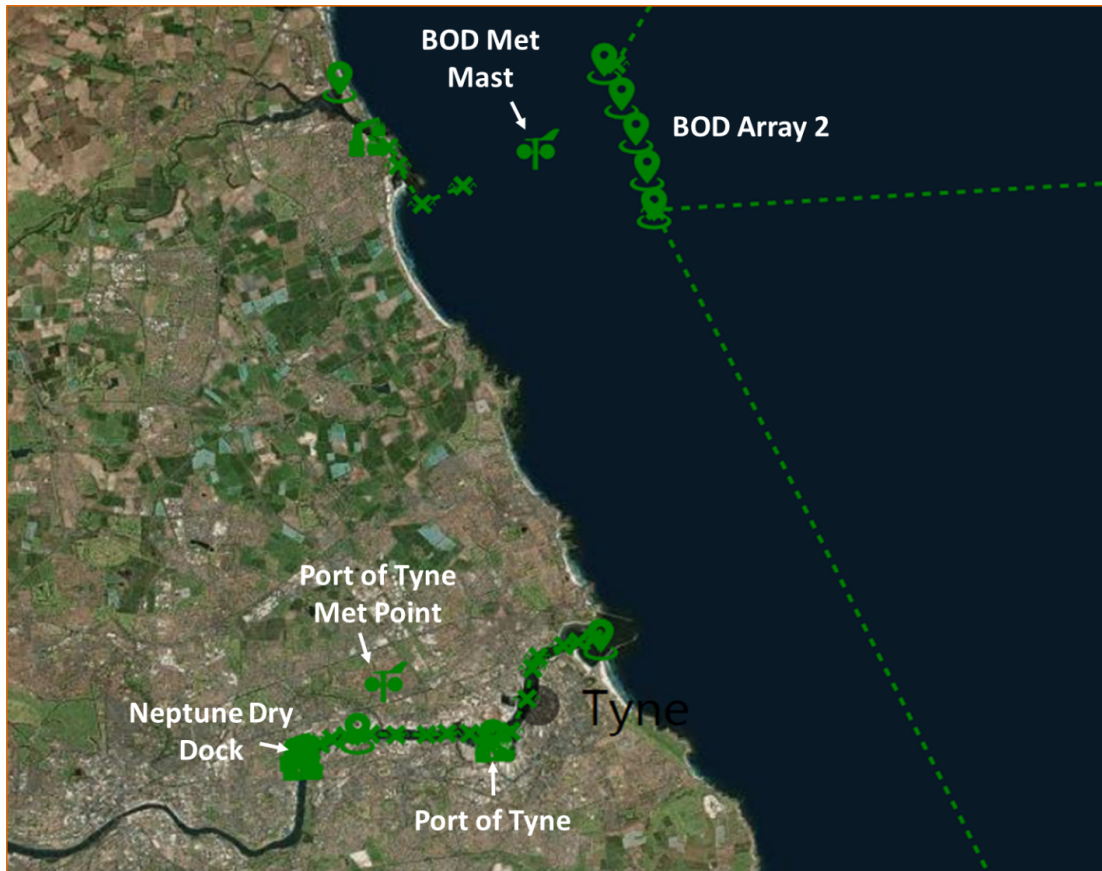 BOD Met
Mast
BOD Array 2
Port of Tyne
Met Point
Tyne
Neptune Dry
Dock
Port of Tyne